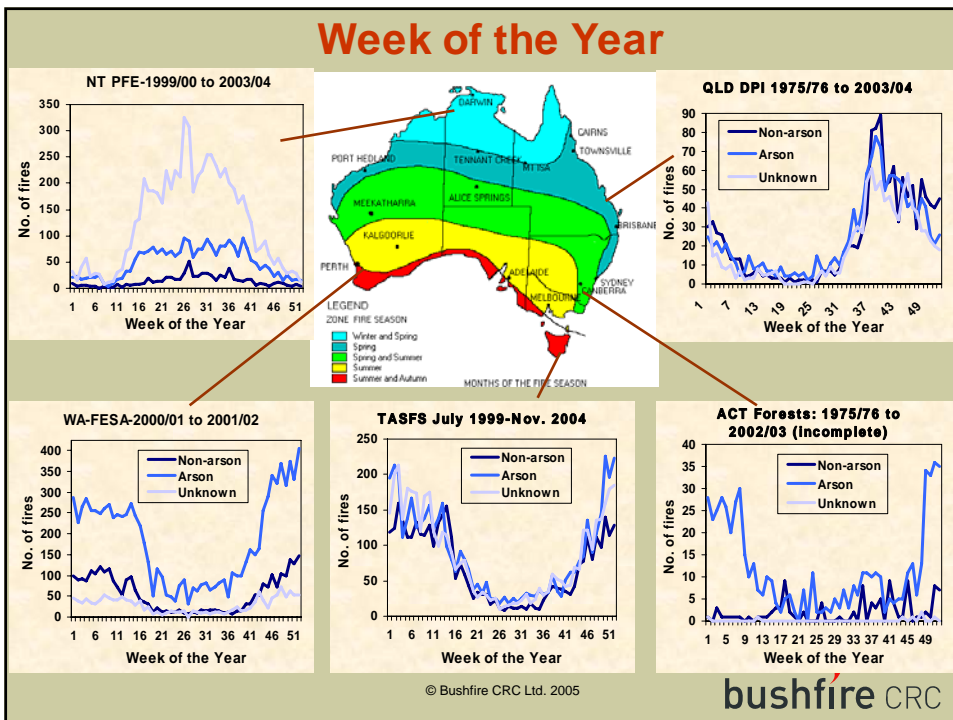 Week of the Year
NT PFE-1999/00 to 2003/04
No. of fires
350
300
250
200
150
100
50
0
1 6 11 16 21 26 31 36 41 46 51
Week of the Year
DARWIN
CAIRNS
TOWNSVILLE
PORT HEDLAND
TENNANT CREEK
MT ISA
ALICE SPRINGS
MEEKATHARRA
BRISBANE
KALGOORLIE
PERTH
ADELAIDE
SYDNEY
CANBERRA
MELBOURNE
LEGEND
ZONE FIRE SEASON
Winter and Spring
Spring
Spring and Summer
Summer
Summer and Autumn
MONTHS OF THE FIRE SEASON
QLD DPI 1975/76 to 2003/04
No. of fires
90
80
70
60
50
40
30
20
10
0
Non-arson
Arson
Unknown
1 7 13 19 25 31 37 43 49
Week of the Year
WA-FESA-2000/01 to 2001/02
No. of fires
400
350
300
250
200
150
100
50
0
Non-arson
Arson
Unknown
1 6 11 16 21 26 31 36 41 46 51
Week of the Year
TASFS July 1999-Nov. 2004
No. of fires
250
200
150
100
50
0
Non-arson
Arson
Unknown
1 6 11 16 21 26 31 36 41 46 51
Week of the Year
ACT Forests: 1975/76 to
2002/03 (incomplete)
No. of fires
40
35
30
25
20
15
10
5
0
Non-arson
Arson
Unknown
1 5 9 13 17 21 25 29 33 37 41 45 49
Week of the Year
© Bushfire CRC Ltd. 2005
bushfire CRC